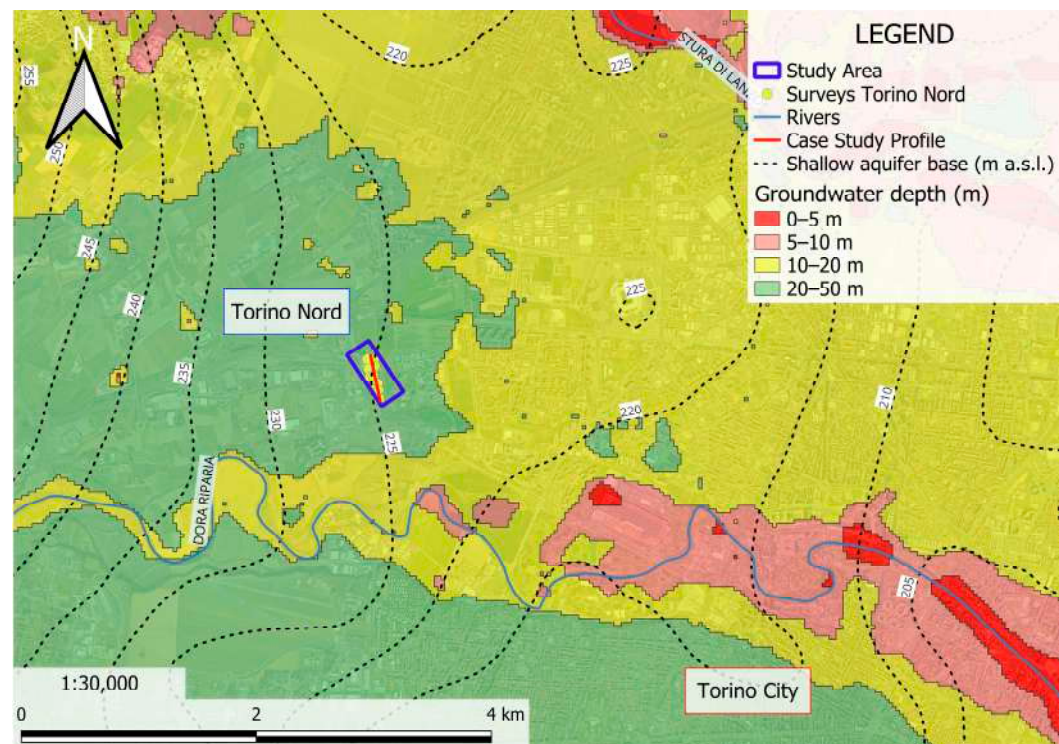 N
LEGEND
Study Area
Surveys Torino Nord
Rivers
Case Study Profile
Shallow aquifer base (m a.s.l.)
Groundwater depth (m)
0–5 m
5–10 m
10–20 m
20–50 m
STURA DI LAN
220
225
255
250
245
240
235
230
225
225
220
210
205
Torino Nord
DORA RIPARIA
Torino City
1:30,000
0
2
4 km